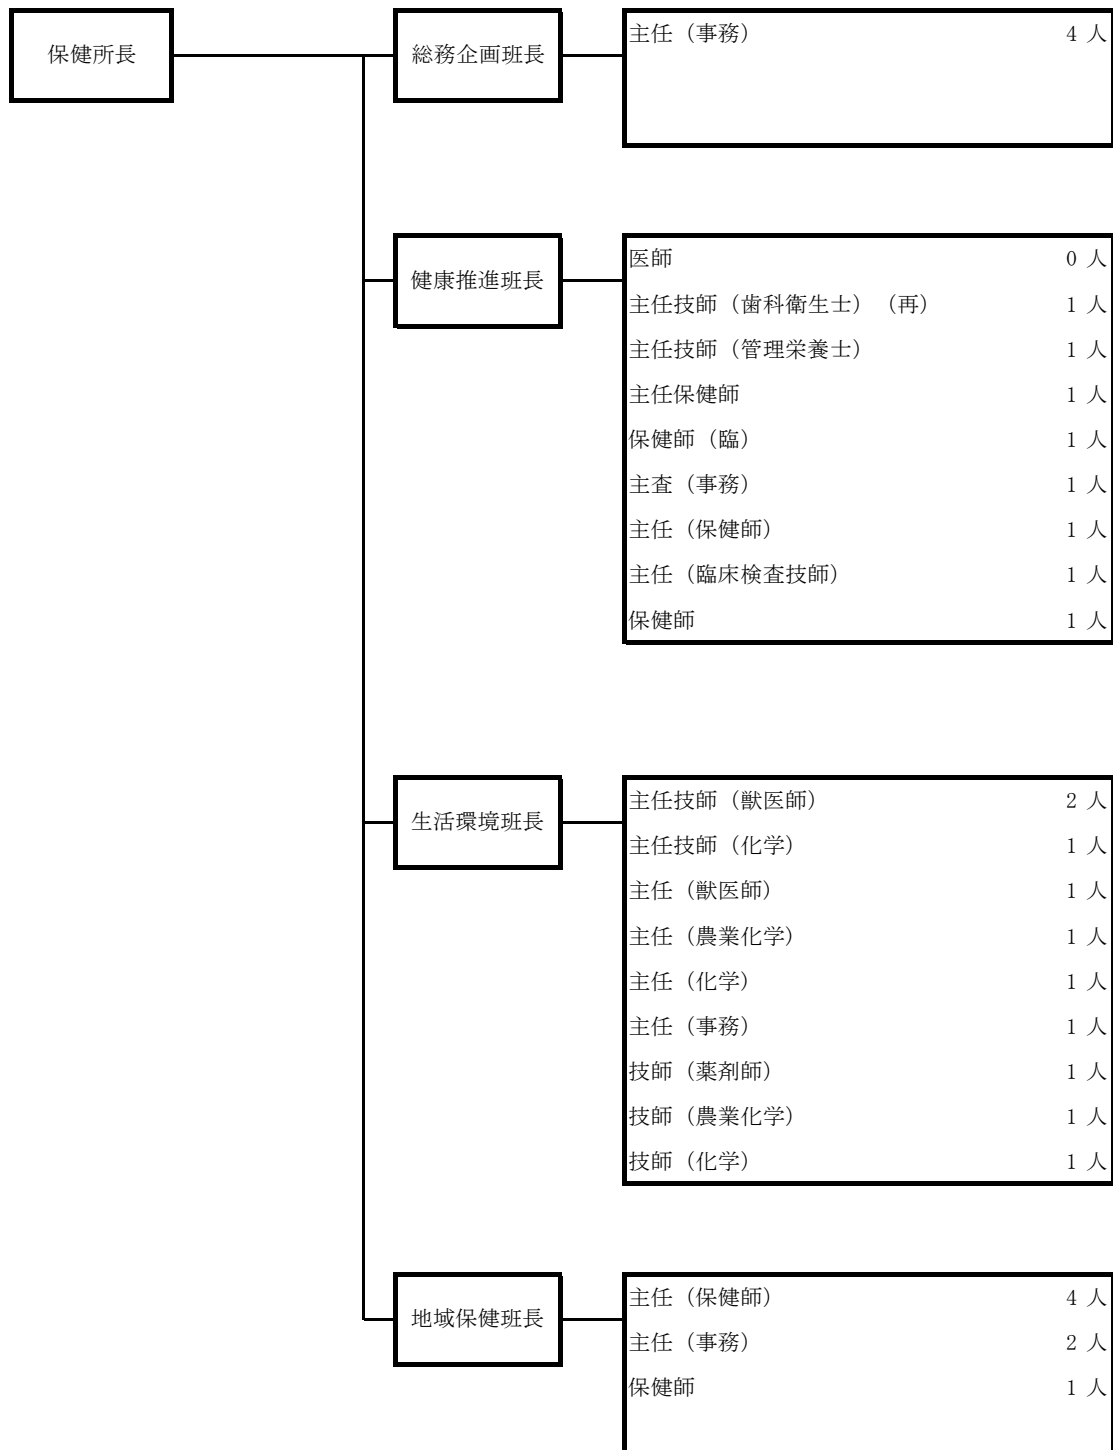 保健所長
総務企画班長
主任（事務） 4 人
健康推進班長
医師 0 人
主任技師（歯科衛生士）（再） 1 人
主任技師（管理栄養士） 1 人
主任保健師 1 人
保健師（臨） 1 人
主査（事務） 1 人
主任（保健師） 1 人
主任（臨床検査技師） 1 人
保健師 1 人
生活環境班長
主任技師（獣医師） 2 人
主任技師（化学） 1 人
主任（獣医師） 1 人
主任（農業化学） 1 人
主任（化学） 1 人
主任（事務） 1 人
技師（薬剤師） 1 人
技師（農業化学） 1 人
技師（化学） 1 人
地域保健班長
主任（保健師） 4 人
主任（事務） 2 人
保健師 1 人